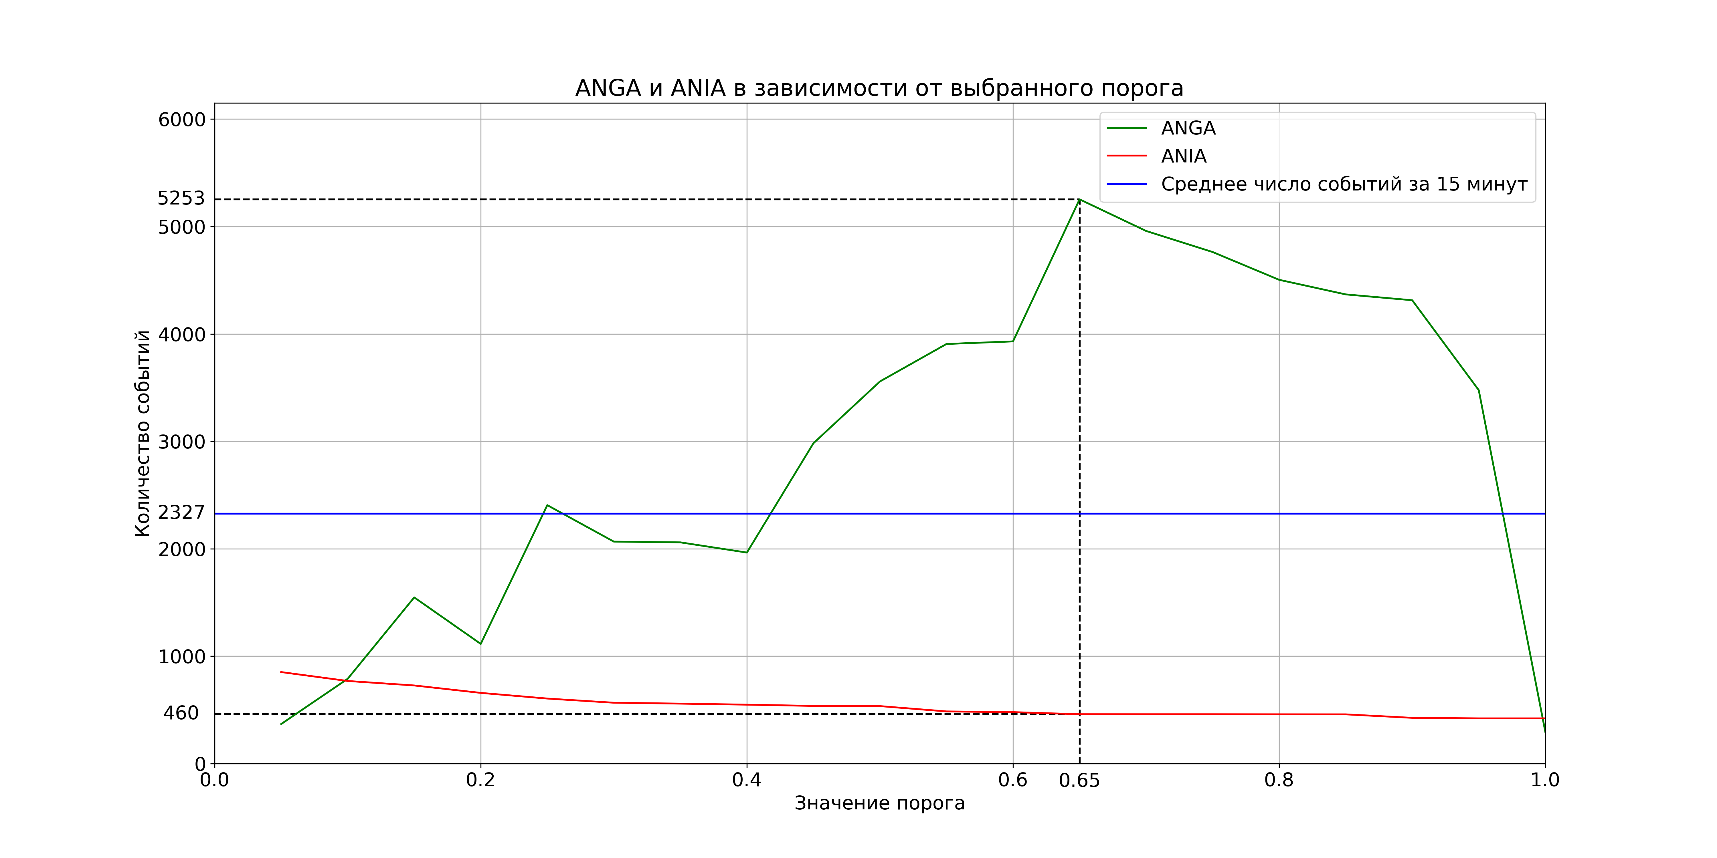 ANGA и ANIA в зависимости от выбранного порога
ANGA
ANIA
Среднее число событий за 15 минут
Количество событий
6000
5253
5000
4000
3000
2327
2000
1000
460
0
0.0
0.2
0.4
0.6
0.65
0.8
1.0
Значение порога